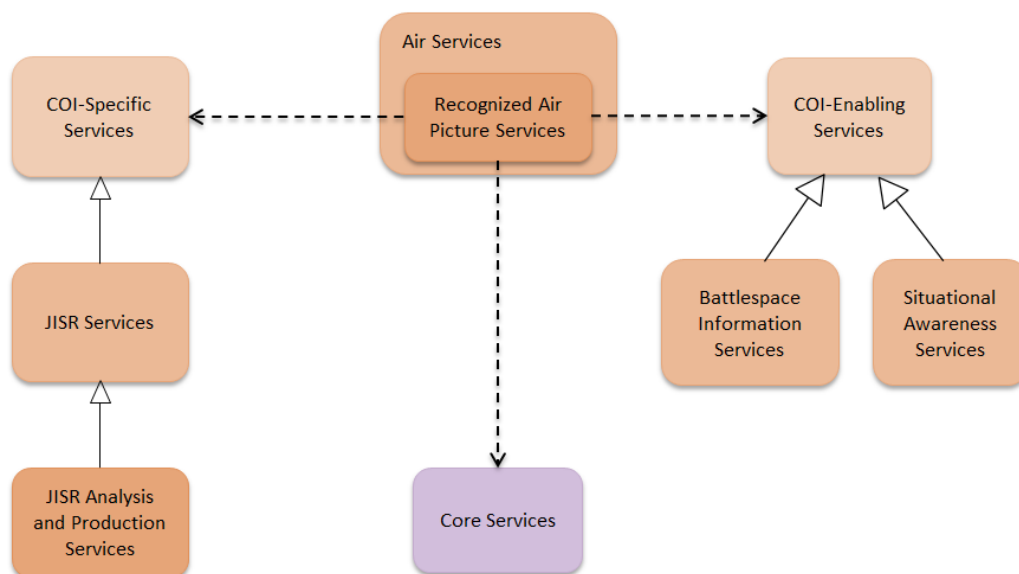 Air Services
COI-Specific
Services
Recognized Air
Picture Services
COI-Enabling
Services
JISR Services
Battlespace
Information
Services
Situational
Awareness
Services
JISR Analysis
and Production
Services
Core Services